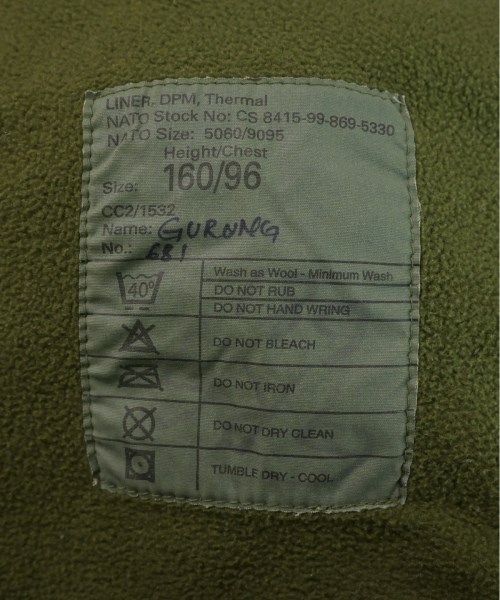 LINER, DPM, Thermal
NATO Stock No: CS 8415-99-869-5330
NATO Size: 5060/9095
Height/Chest
Size: 160/96
CC2/1532
Name: GURUNG
No.: 681
40°
Wash as Wool - Minimum Wash
DO NOT RUB
DO NOT HAND WRING
DO NOT BLEACH
DO NOT IRON
DO NOT DRY CLEAN
TUMBLE DRY - COOL